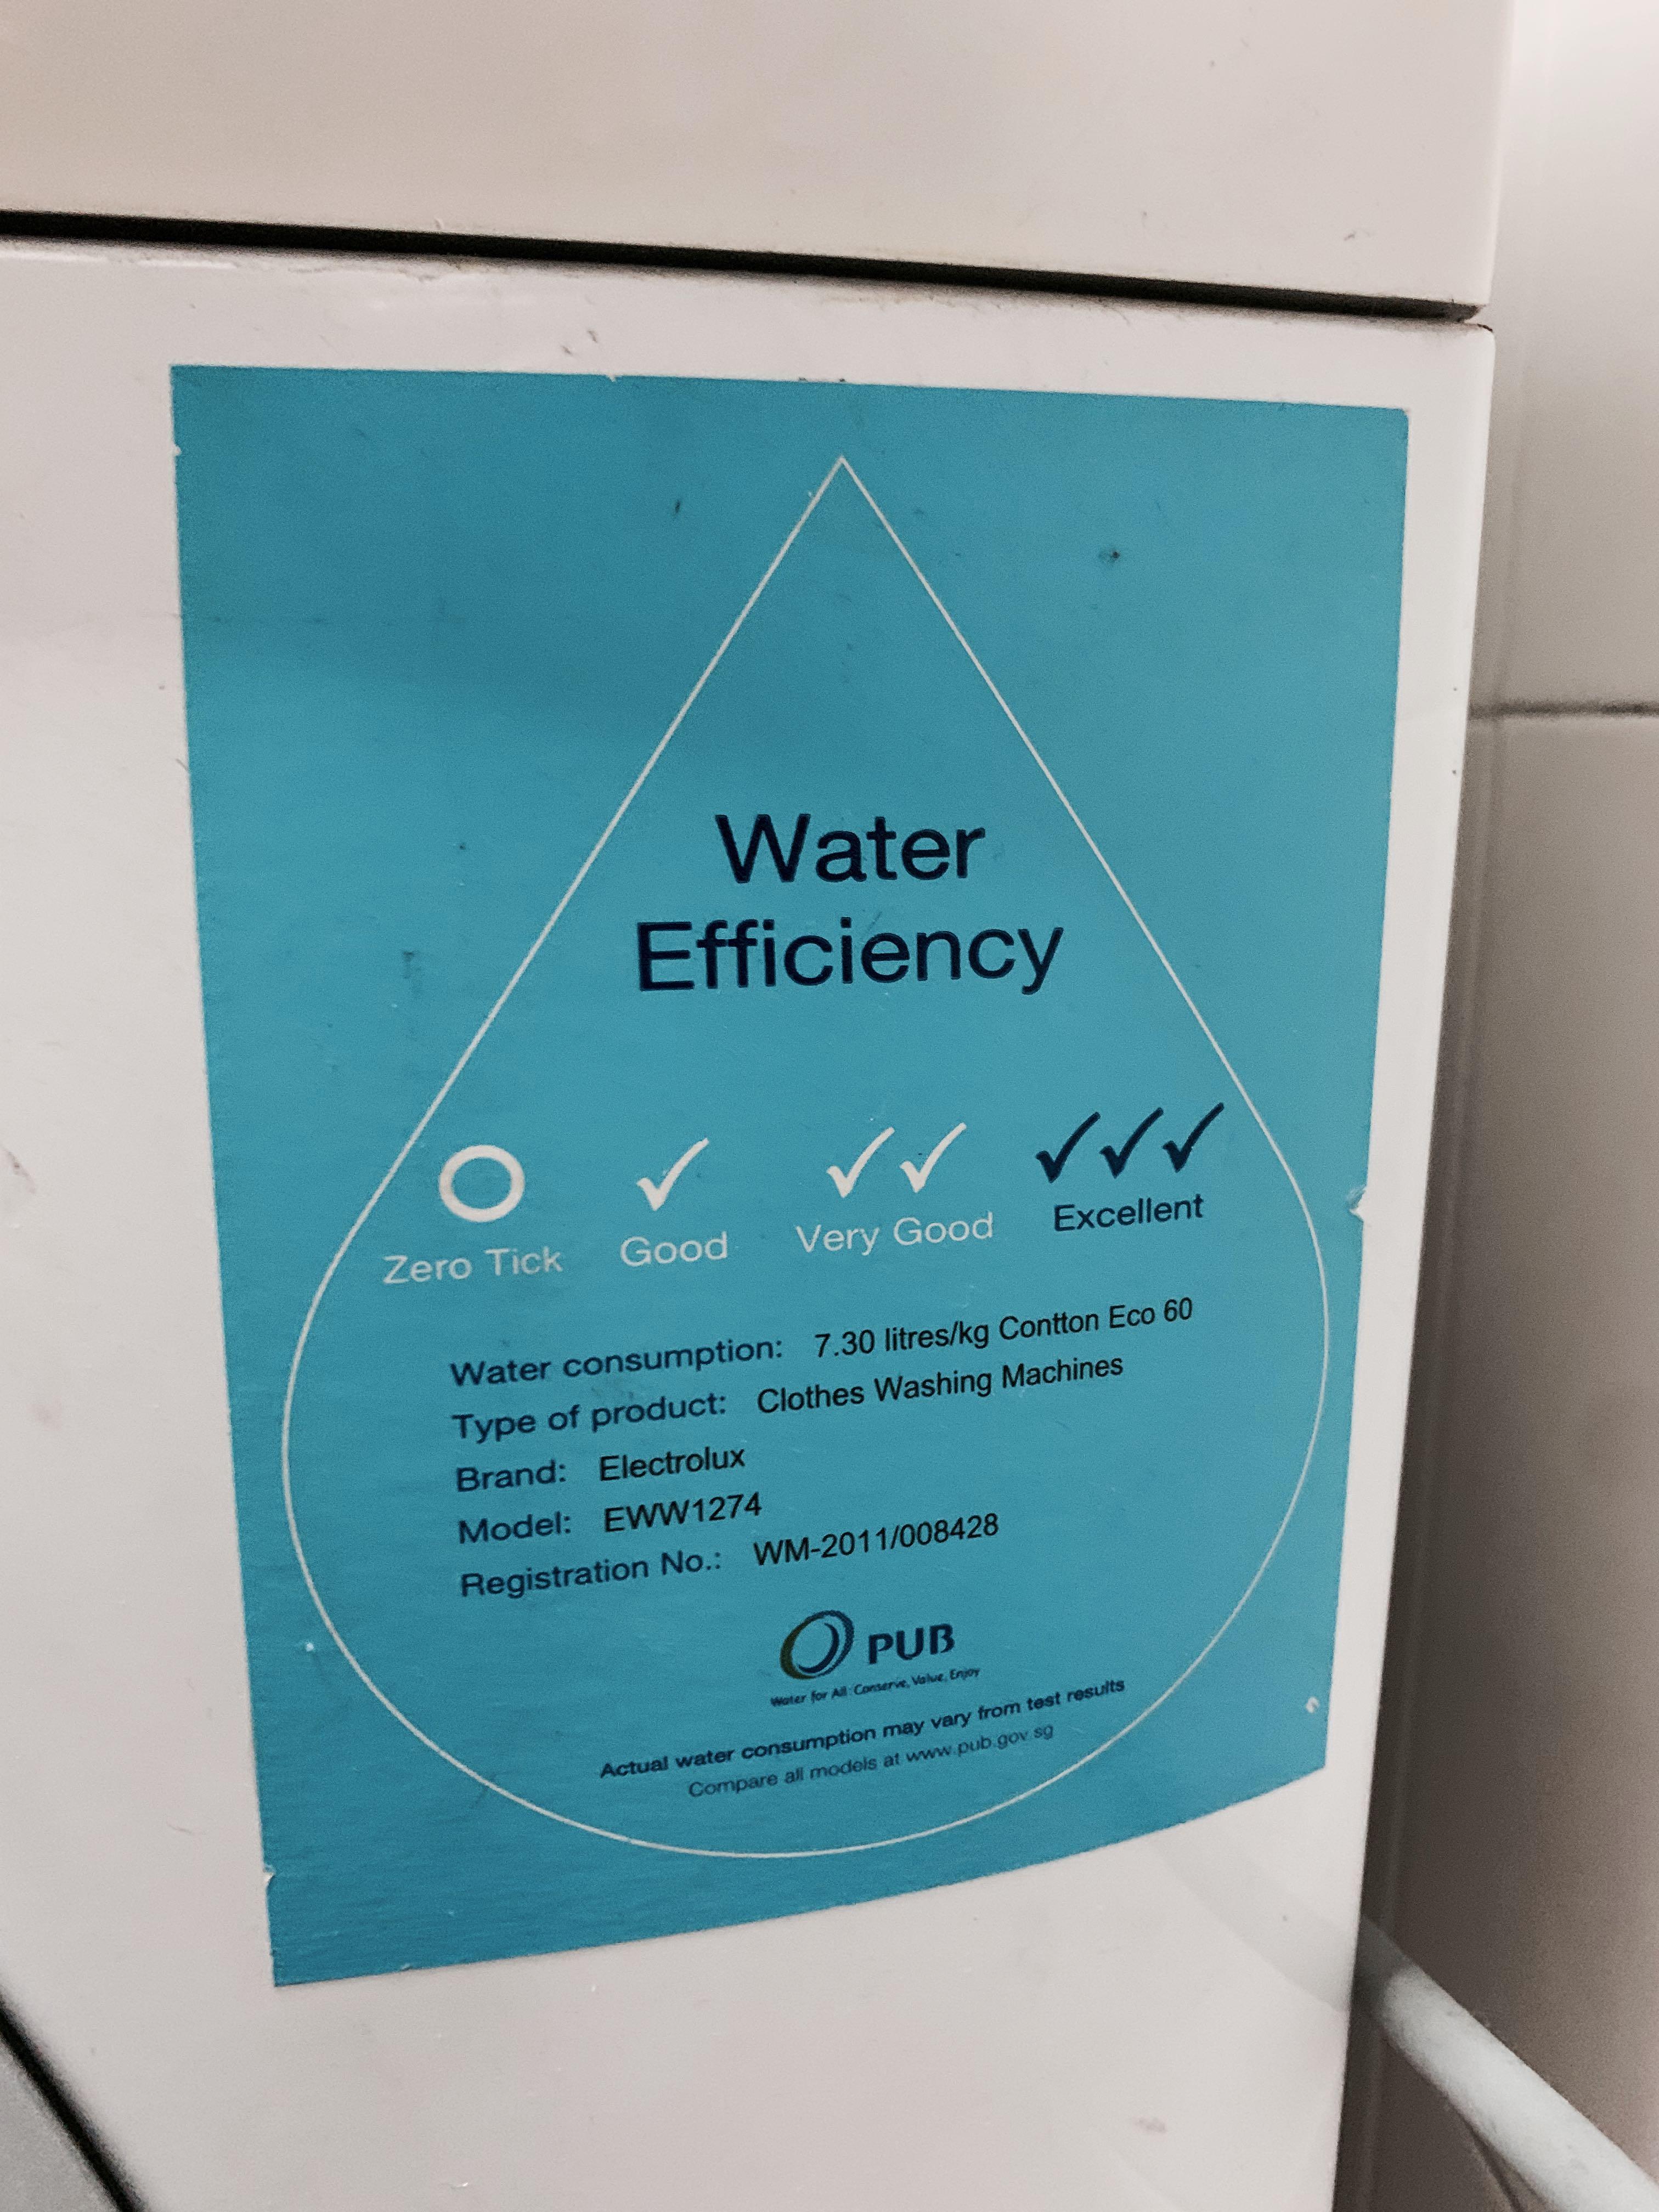 Water
Efficiency
Zero Tick Good Very Good Excellent
Water consumption: 7.30 litres/kg Contton Eco 60
Type of product: Clothes Washing Machines
Brand: Electrolux
Model: EWW1274
Registration No.: WM-2011/008428
PUB
Water for All: Conserve, Value, Enjoy
Actual water consumption may vary from test results
Compare all models at www.pub.gov.sg